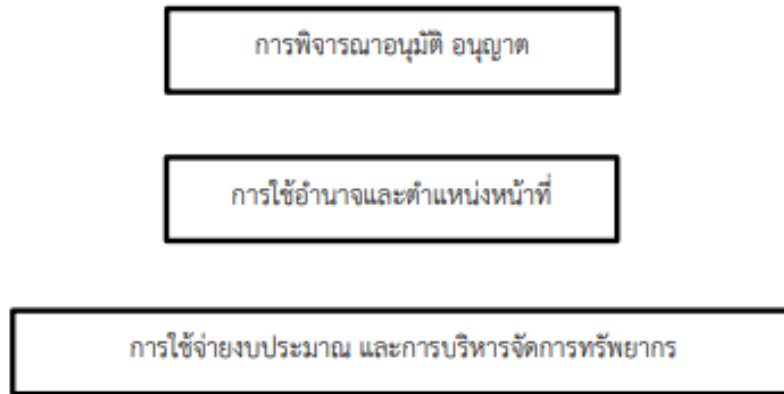 การพิจารณาอนุมัติ อนุญาต
การใช้อำนาจและตำแหน่งหน้าที่
การใช้จ่ายงบประมาณ และการบริหารจัดการทรัพยากร